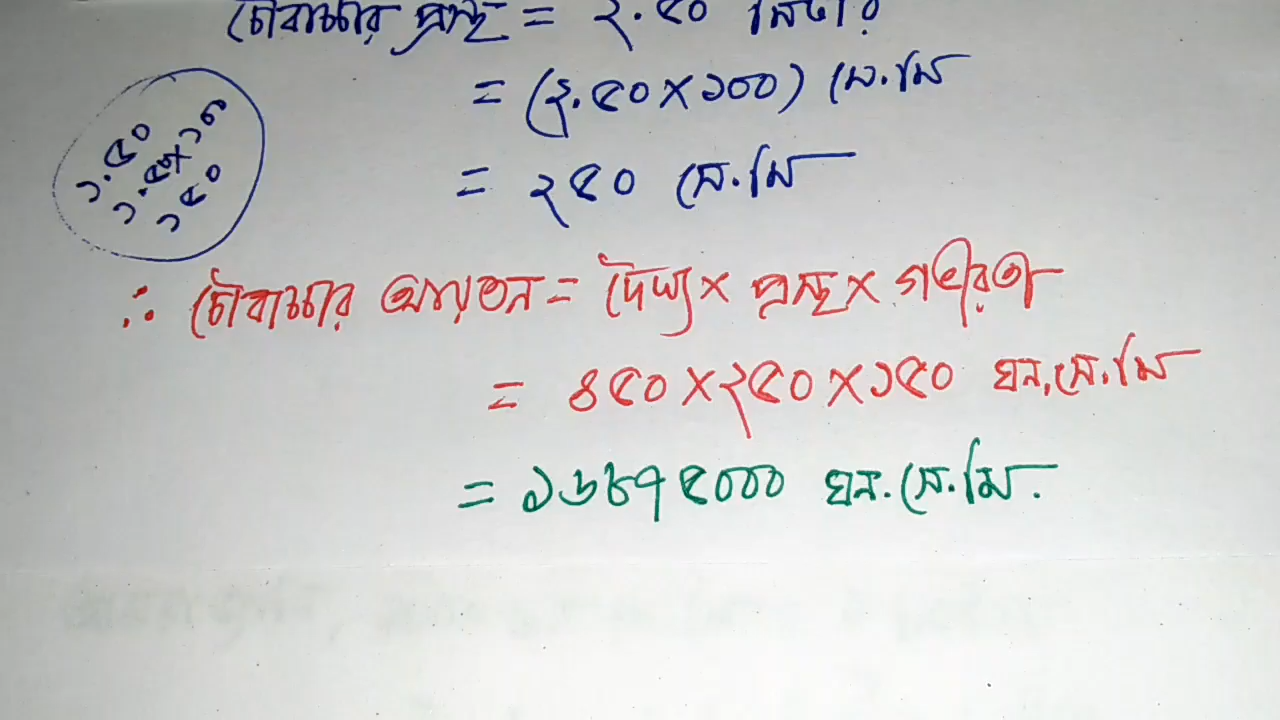 চৌবাচ্চার প্রস্থ = ২.৫০ মিটার
= (২.৫০×১০০) সে.মি
= ২৫০ সে.মি
১.৫০
১.৫×১০
১৫০
∴ চৌবাচ্চার আয়তন = দৈর্ঘ্য × প্রস্থ × গভীরতা
= ৪৫০×২৫০×১৫০ ঘন.সে.মি
= ১৬৮৭৫০০০ ঘন.সে.মি.